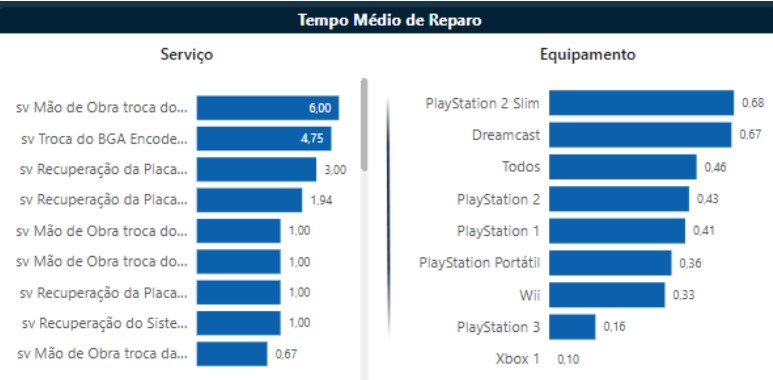 Tempo Médio de Reparo
Serviço
sv Mão de Obra troca do... 6,00
sv Troca do BGA Encode... 4,75
sv Recuperação da Placa... 3,00
sv Recuperação da Placa... 1,94
sv Mão de Obra troca do... 1,00
sv Mão de Obra troca do... 1,00
sv Recuperação da Placa... 1,00
sv Recuperação do Siste... 1,00
sv Mão de Obra troca da... 0,67
Equipamento
PlayStation 2 Slim 0,68
Dreamcast 0,67
Todos 0,46
PlayStation 2 0,43
PlayStation 1 0,41
PlayStation Portátil 0,36
Wii 0,33
PlayStation 3 0,16
Xbox 1 0,10